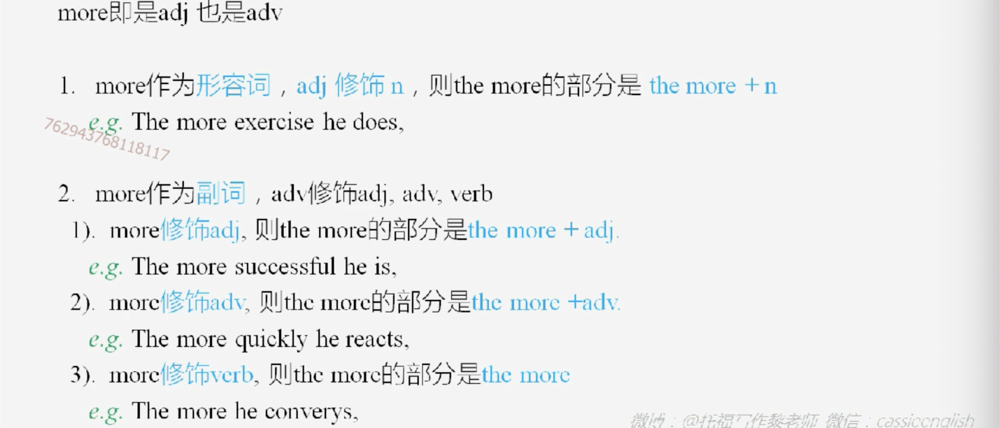 more即是adj 也是adv
1. more作为形容词，adj 修饰 n，则the more的部分是 the more + n
e.g. The more exercise he does,
762943768118117
2. more作为副词，adv修饰adj, adv, verb
1). more修饰adj, 则the more的部分是the more + adj.
e.g. The more successful he is,
2). more修饰adv, 则the more的部分是the more +adv.
e.g. The more quickly he reacts,
3). more修饰verb, 则the more的部分是the more
e.g. The more he converys,
微博：@托福写作黎老师 微信：cassiecnglish